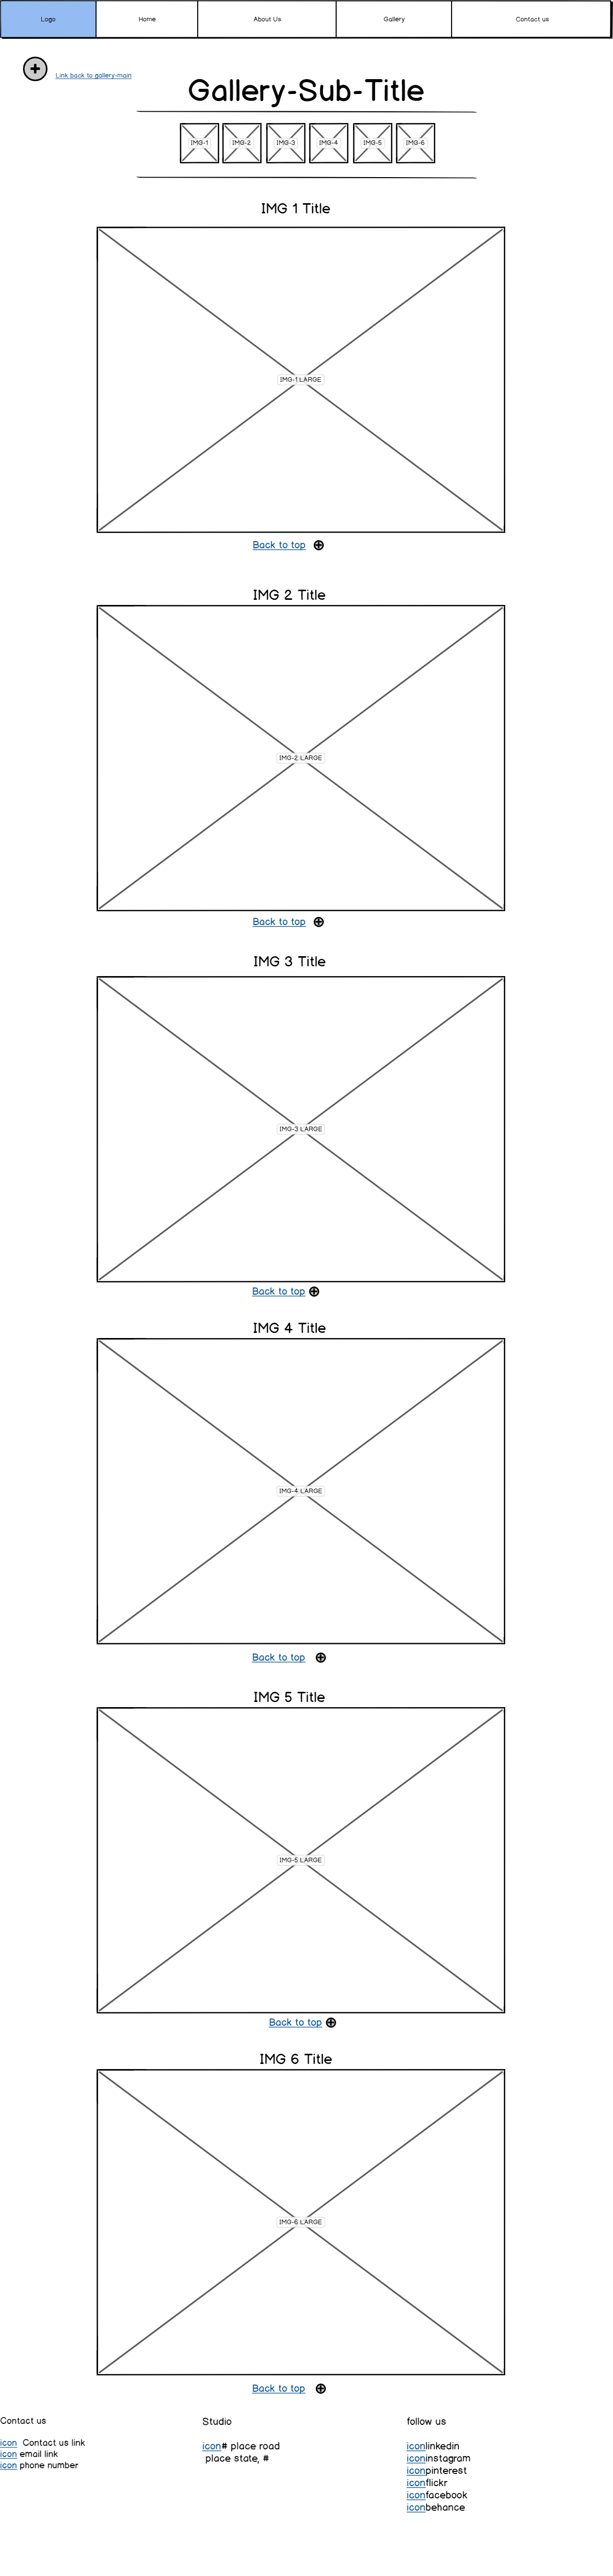 Logo
Home
About Us
Gallery
Contact us
Link back to gallery-main
Gallery-Sub-Title
IMG-1
IMG-2
IMG-3
IMG-4
IMG-5
IMG-6
IMG 1 Title
IMG-1 LARGE
Back to top
IMG 2 Title
IMG-2 LARGE
Back to top
IMG 3 Title
IMG-3 LARGE
Back to top
IMG 4 Title
IMG-4 LARGE
Back to top
IMG 5 Title
IMG-5 LARGE
Back to top
IMG 6 Title
IMG-6 LARGE
Back to top
Contact us
icon Contact us link
icon email link
icon phone number
Studio
icon# place road
place state, #
follow us
iconlinkedin
iconinstagram
iconpinterest
iconflickr
iconfacebook
iconbehance